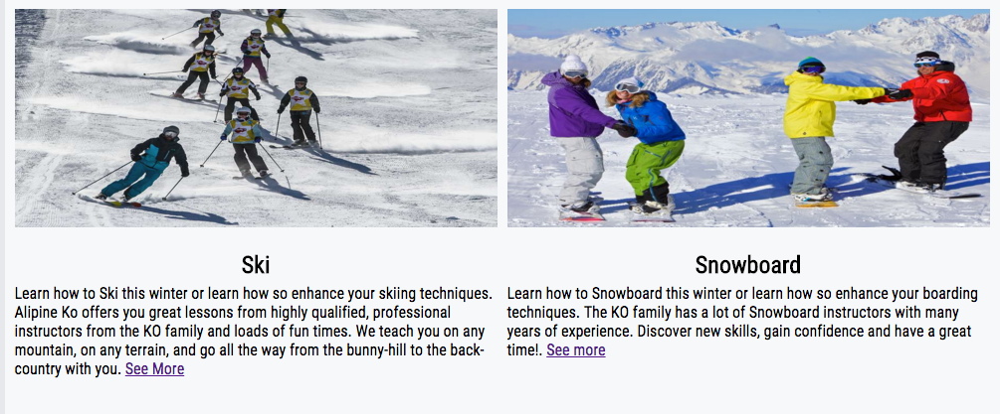 Ski
Learn how to Ski this winter or learn how so enhance your skiing techniques.
Alipine Ko offers you great lessons from highly qualified, professional
instructors from the KO family and loads of fun times. We teach you on any
mountain, on any terrain, and go all the way from the bunny-hill to the back-
country with you. See More
Snowboard
Learn how to Snowboard this winter or learn how so enhance your boarding
techniques. The KO family has a lot of Snowboard instructors with many
years of experience. Discover new skills, gain confidence and have a great
time!. See more